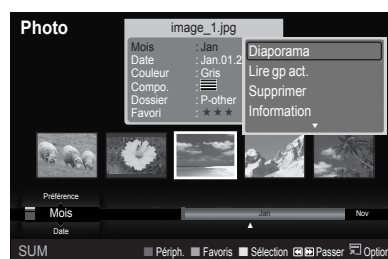 Photo
image_1.jpg
Mois : Jan
Date : Jan.01.2
Couleur : Gris
Compo. :
Dossier : P-other
Favori : ★★★
Diaporama
Lire gp act.
Supprimer
Information
Préférence
Mois
Jan
Nov
Date
SUM
Périph. Favoris Sélection Passer Option